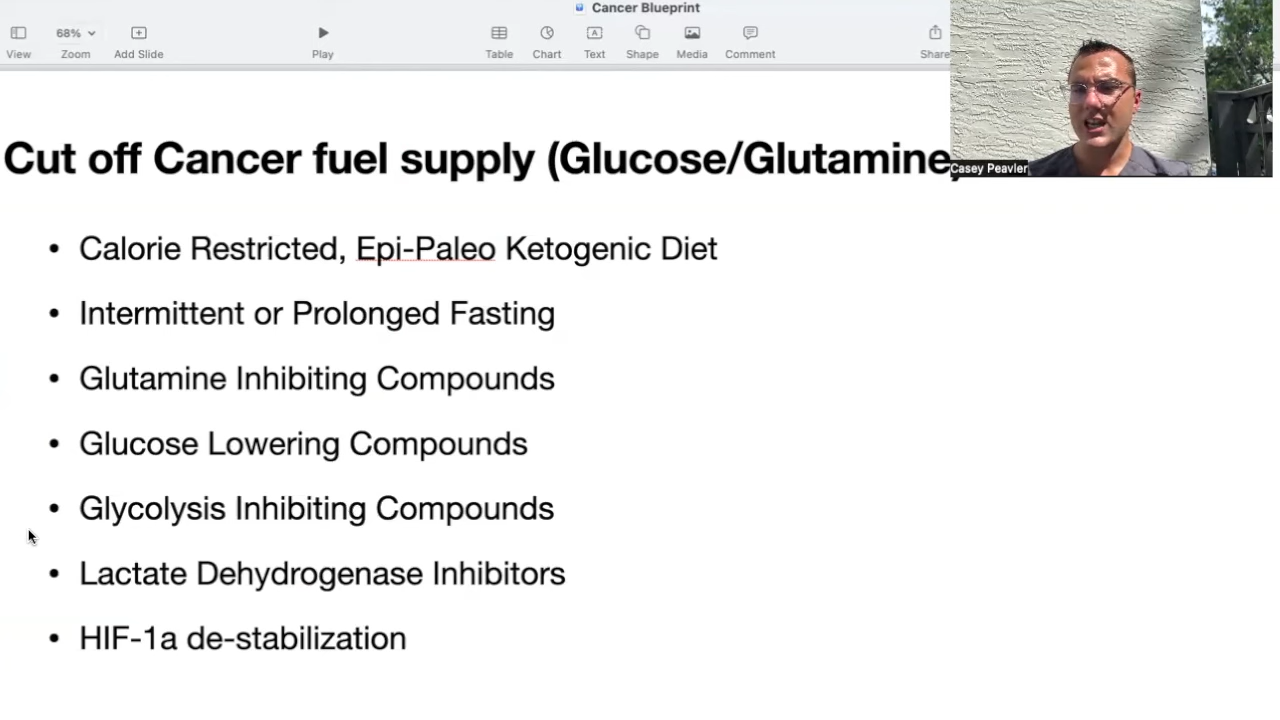 Cancer Blueprint
68%
View
Zoom
Add Slide
Play
Table
Chart
Text
Shape
Media
Comment
Share
Casey Peavler
Cut off Cancer fuel supply (Glucose/Glutamine)
• Calorie Restricted, Epi-Paleo Ketogenic Diet
• Intermittent or Prolonged Fasting
• Glutamine Inhibiting Compounds
• Glucose Lowering Compounds
• Glycolysis Inhibiting Compounds
• Lactate Dehydrogenase Inhibitors
• HIF-1a de-stabilization